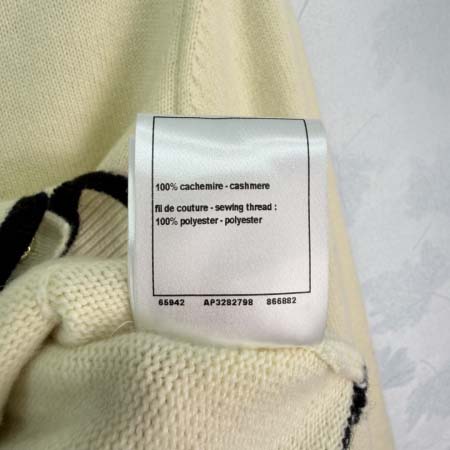 100% cachemire - cashmere
fil de couture - sewing thread :
100% polyester - polyester
65942 AP3282798 866882